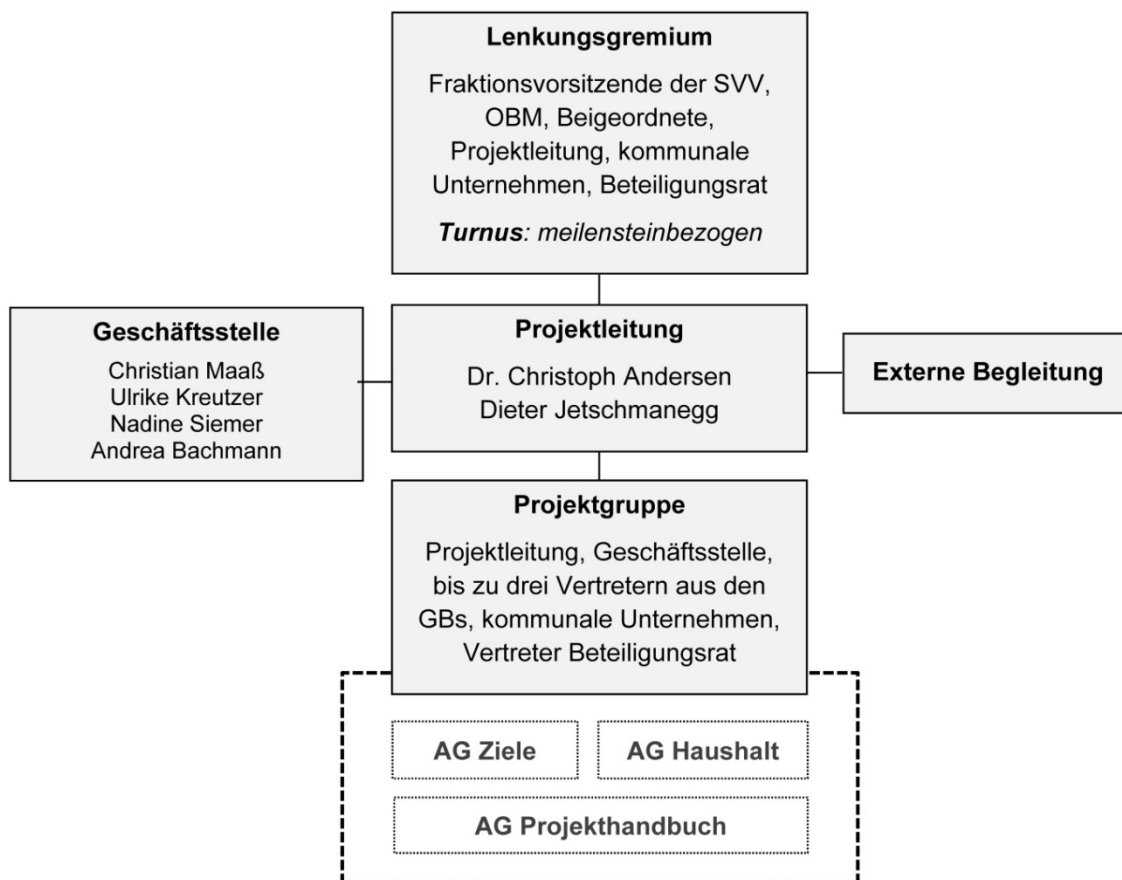 Lenkungsgremium
Fraktionsvorsitzende der SVV,
OBM, Beigeordnete,
Projektleitung, kommunale
Unternehmen, Beteiligungsrat
Turnus: meilensteinbezogen
Geschäftsstelle
Christian Maaß
Ulrike Kreutzer
Nadine Siemer
Andrea Bachmann
Projektleitung
Dr. Christoph Andersen
Dieter Jetschmanegg
Externe Begleitung
Projektgruppe
Projektleitung, Geschäftsstelle,
bis zu drei Vertretern aus den
GBs, kommunale Unternehmen,
Vertreter Beteiligungsrat
AG Ziele
AG Haushalt
AG Projekthandbuch